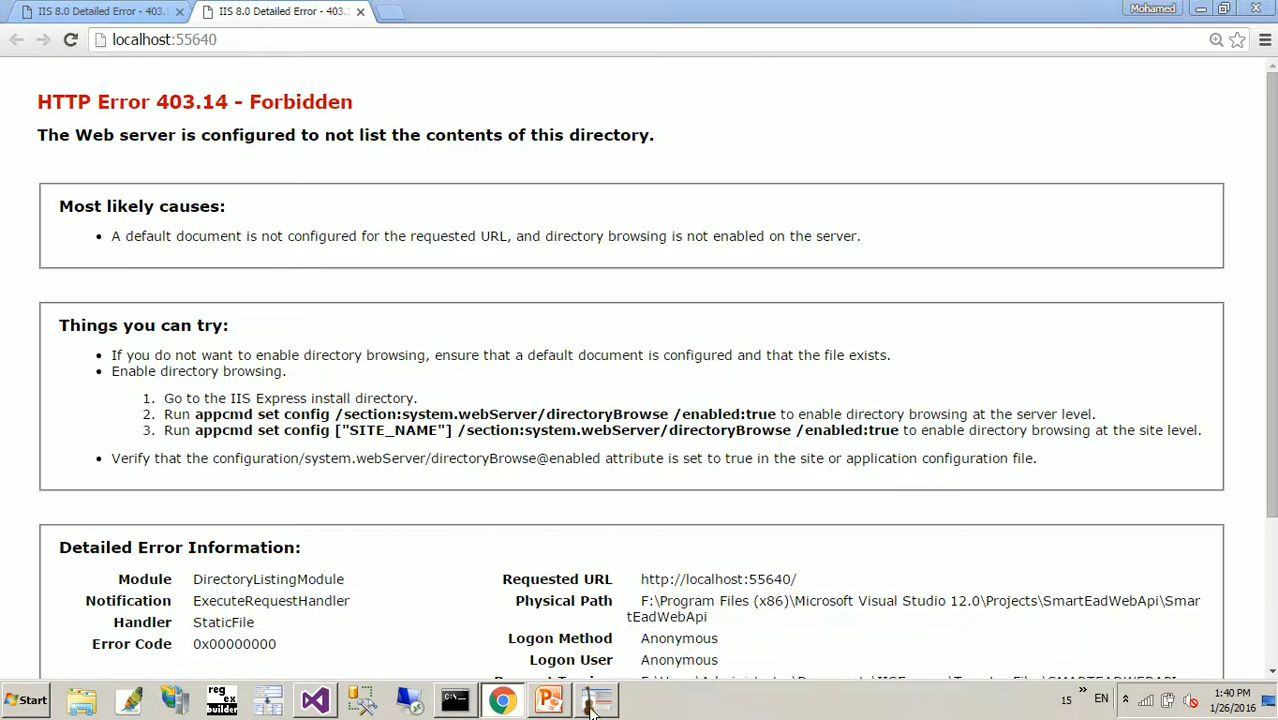 IIS 8.0 Detailed Error - 403.
IIS 8.0 Detailed Error - 403.
Mohamed
localhost:55640
HTTP Error 403.14 - Forbidden
The Web server is configured to not list the contents of this directory.
Most likely causes:
• A default document is not configured for the requested URL, and directory browsing is not enabled on the server.
Things you can try:
• If you do not want to enable directory browsing, ensure that a default document is configured and that the file exists.
• Enable directory browsing.
1. Go to the IIS Express install directory.
2. Run appcmd set config /section:system.webServer/directoryBrowse /enabled:true to enable directory browsing at the server level.
3. Run appcmd set config ["SITE_NAME"] /section:system.webServer/directoryBrowse /enabled:true to enable directory browsing at the site level.
• Verify that the configuration/system.webServer/directoryBrowse@enabled attribute is set to true in the site or application configuration file.
Detailed Error Information:
Module DirectoryListingModule
Notification ExecuteRequestHandler
Handler StaticFile
Error Code 0x00000000
Requested URL http://localhost:55640/
Physical Path F:\Program Files (x86)\Microsoft Visual Studio 12.0\Projects\SmartEadWebApi\Smar
tEadWebApi
Logon Method Anonymous
Logon User Anonymous
Start
reg
ex
builder
15
EN
1:40 PM
1/26/2016